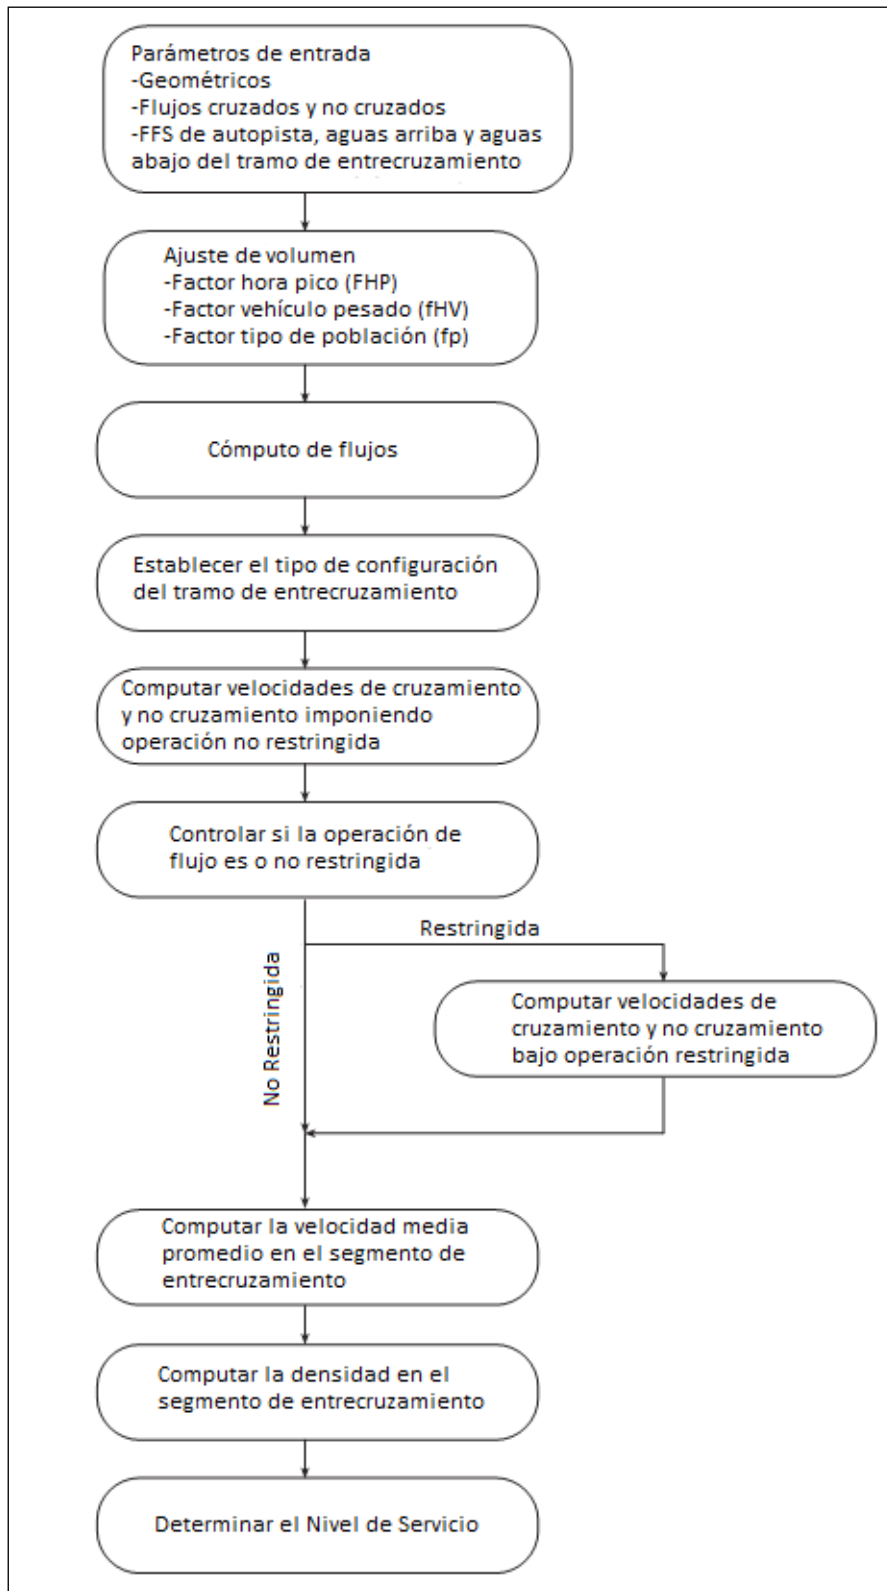 Parámetros de entrada
-Geométricos
-Flujos cruzados y no cruzados
-FFS de autopista, aguas arriba y aguas
abajo del tramo de entrecruzamiento
Ajuste de volumen
-Factor hora pico (FHP)
-Factor vehículo pesado (fHV)
-Factor tipo de población (fp)
Cómputo de flujos
Establecer el tipo de configuración
del tramo de entrecruzamiento
Computar velocidades de cruzamiento
y no cruzamiento imponiendo
operación no restringida
Controlar si la operación de
flujo es o no restringida
Restringida
No Restringida
Computar velocidades de
cruzamiento y no cruzamiento
bajo operación restringida
Computar la velocidad media
promedio en el segmento de
entrecruzamiento
Computar la densidad en el
segmento de entrecruzamiento
Determinar el Nivel de Servicio